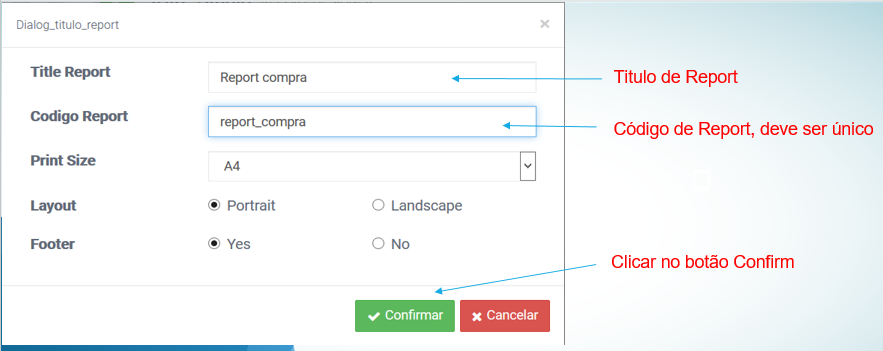 Dialog_titulo_report ×
Title Report Report compra Titulo de Report
Codigo Report report_compra Código de Report, deve ser único
Print Size A4
Layout Portrait Landscape
Footer Yes No
Clicar no botão Confirm
Confirmar Cancelar